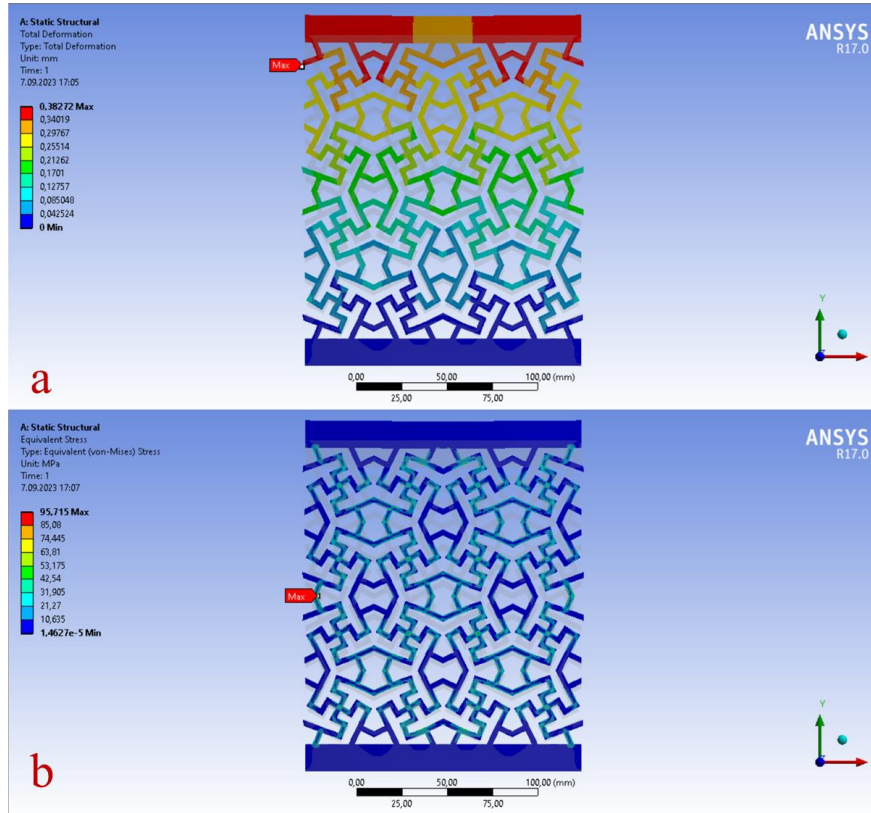 A: Static Structural
Total Deformation
Type: Total Deformation
Unit: mm
Time: 1
7.09.2023 17:05
0,38272 Max
0,34019
0,29767
0,25514
0,21262
0,1701
0,12757
0,085048
0,042524
0 Min
Max
ANSYS
R17.0
Y
0,00 50,00 100,00 (mm)
25,00 75,00
a
A: Static Structural
Equivalent Stress
Type: Equivalent (von-Mises) Stress
Unit: MPa
Time: 1
7.09.2023 17:07
95,715 Max
85,08
74,445
63,81
53,175
42,54
31,905
21,27
10,635
1,4627e-5 Min
Max
ANSYS
R17.0
Y
0,00 50,00 100,00 (mm)
25,00 75,00
b